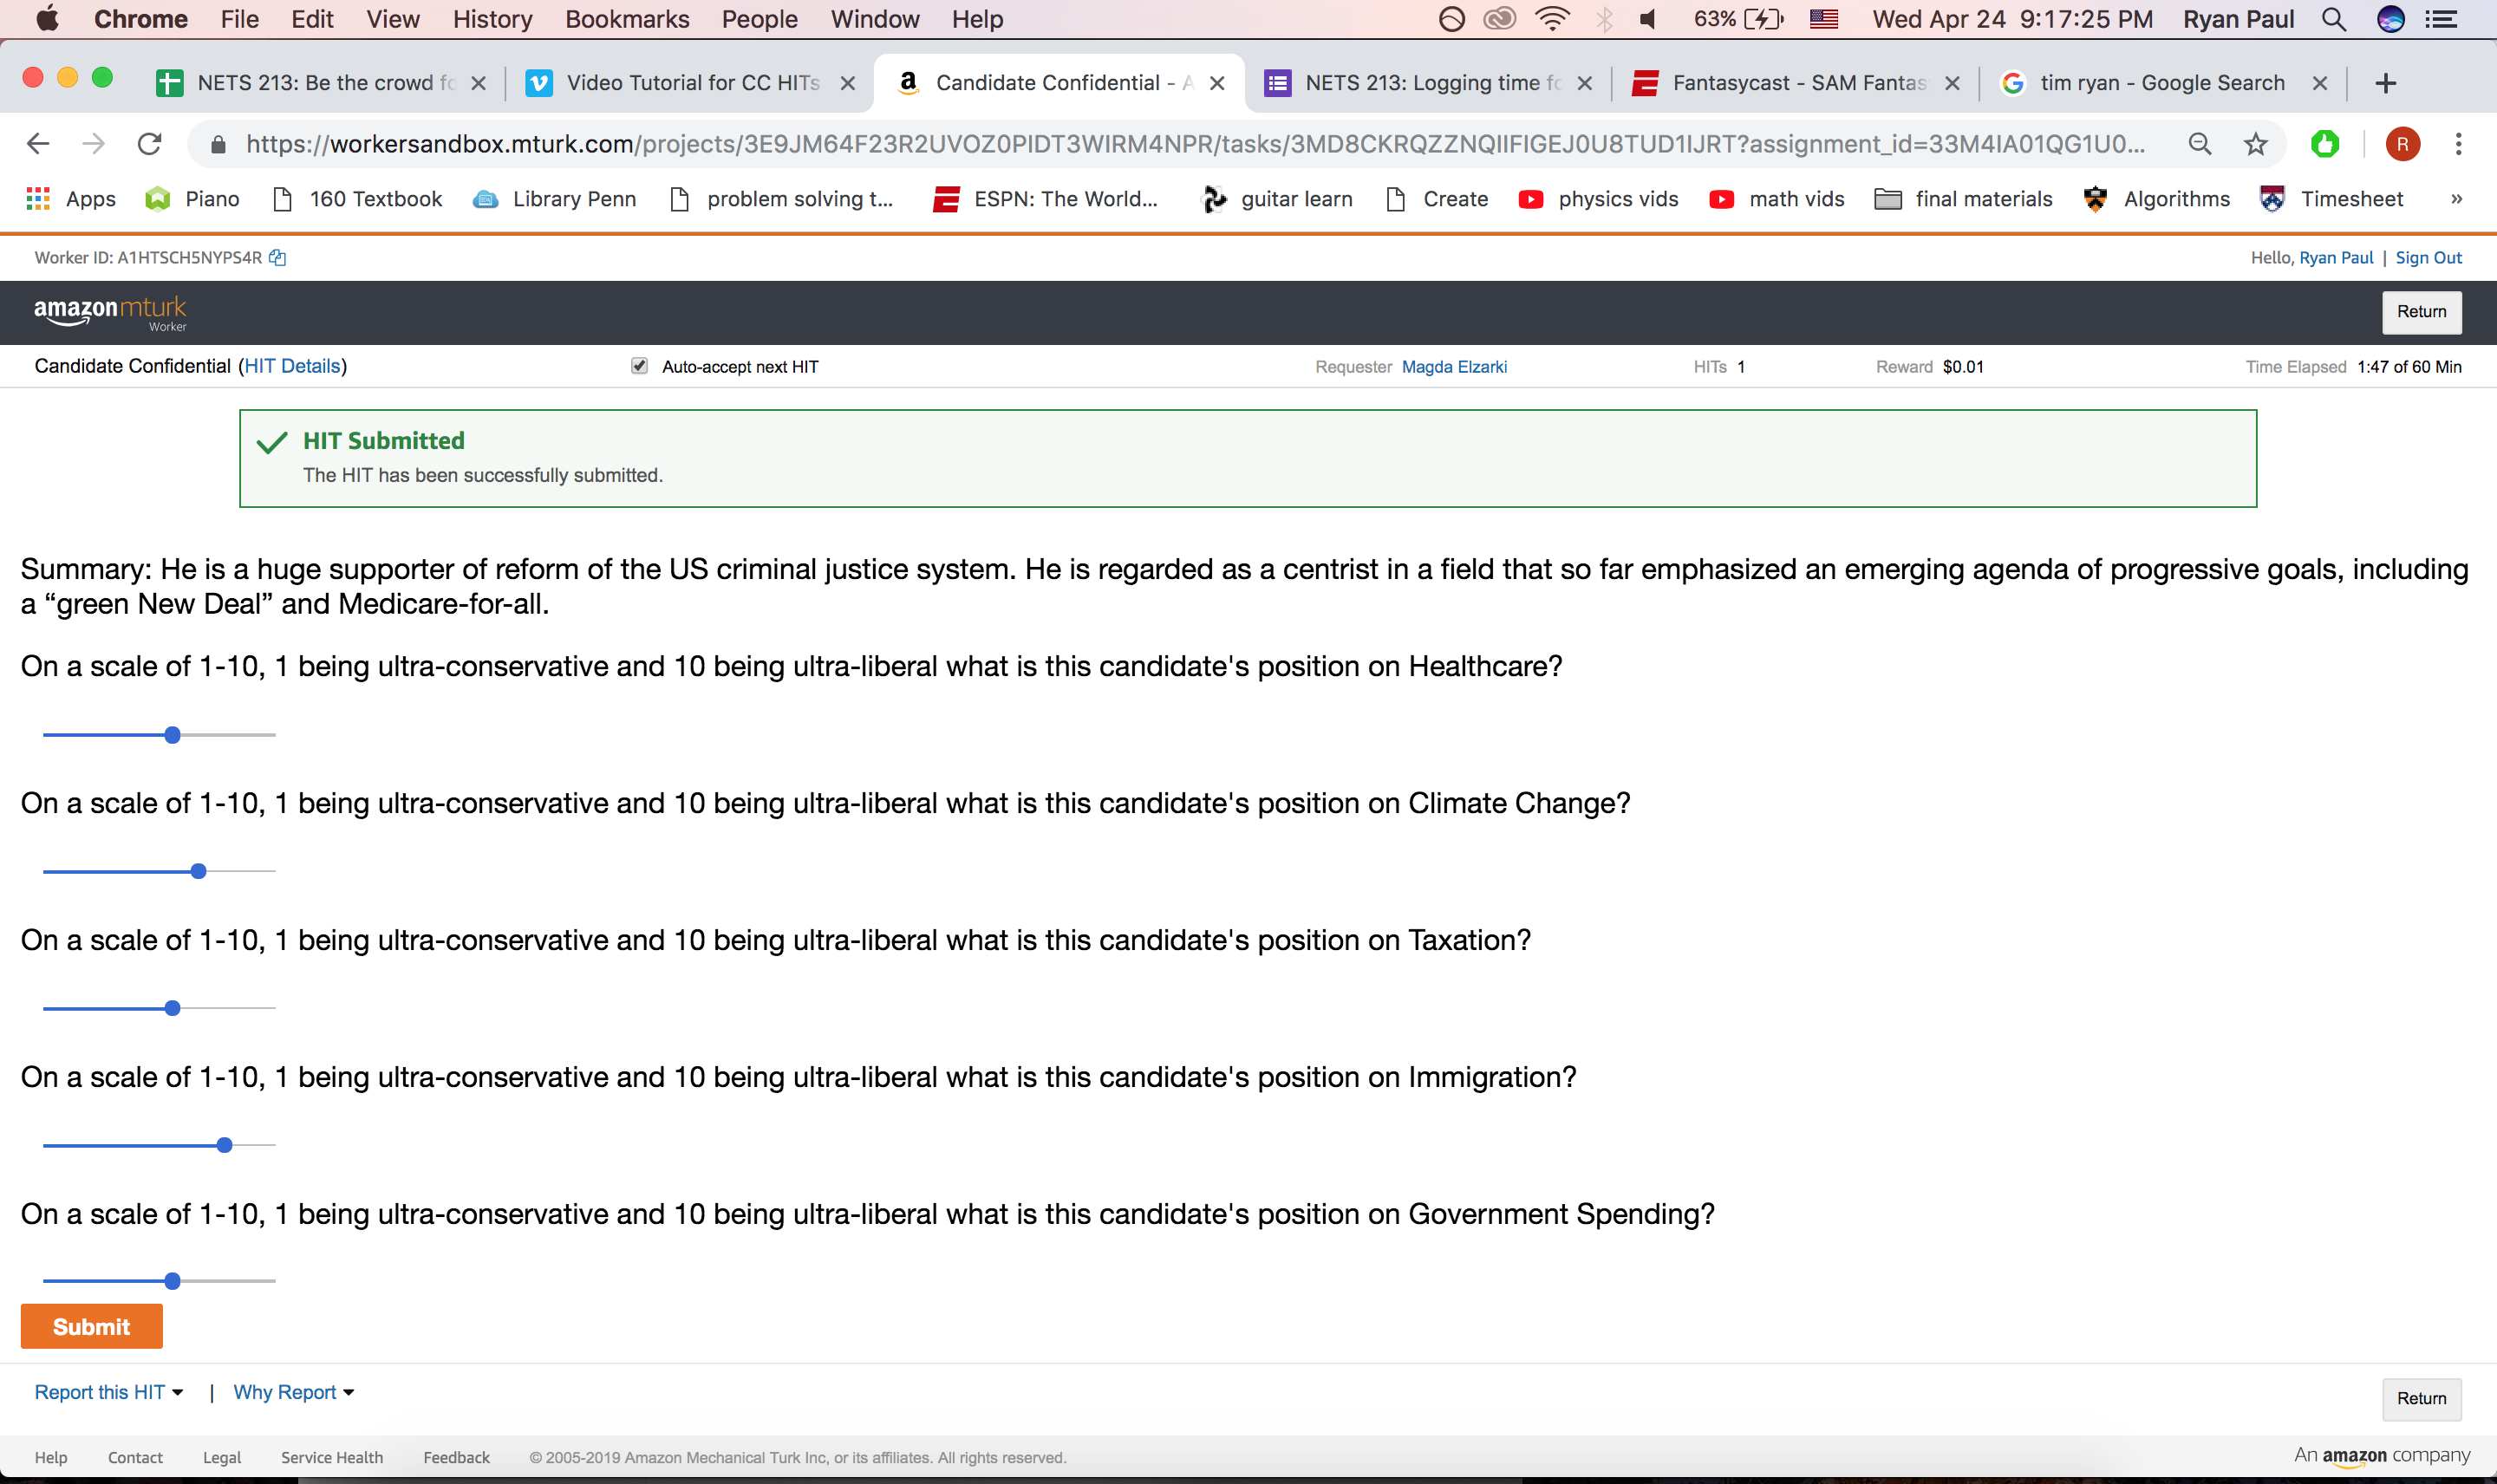 Chrome File Edit View History Bookmarks People Window Help 63% Wed Apr 24 9:17:25 PM Ryan Paul
NETS 213: Be the crowd fo Video Tutorial for CC HITs Candidate Confidential - A NETS 213: Logging time fo Fantasycast - SAM Fantas tim ryan - Google Search
https://workersandbox.mturk.com/projects/3E9JM64F23R2UVOZ0PIDT3WIRM4NPR/tasks/3MD8CKRQZZNQIIFIGEJ0U8TUD1IJRT?assignment_id=33M4IA01QG1U0... R
Apps Piano 160 Textbook Library Penn problem solving t... ESPN: The World... guitar learn Create physics vids math vids final materials Algorithms Timesheet »
Worker ID: A1HTSCH5NYPS4R Hello, Ryan Paul | Sign Out
amazon mturk
Worker
Return
Candidate Confidential (HIT Details) Auto-accept next HIT Requester Magda Elzarki HITs 1 Reward $0.01 Time Elapsed 1:47 of 60 Min
HIT Submitted
The HIT has been successfully submitted.
Summary: He is a huge supporter of reform of the US criminal justice system. He is regarded as a centrist in a field that so far emphasized an emerging agenda of progressive goals, including
a “green New Deal” and Medicare-for-all.
On a scale of 1-10, 1 being ultra-conservative and 10 being ultra-liberal what is this candidate's position on Healthcare?
On a scale of 1-10, 1 being ultra-conservative and 10 being ultra-liberal what is this candidate's position on Climate Change?
On a scale of 1-10, 1 being ultra-conservative and 10 being ultra-liberal what is this candidate's position on Taxation?
On a scale of 1-10, 1 being ultra-conservative and 10 being ultra-liberal what is this candidate's position on Immigration?
On a scale of 1-10, 1 being ultra-conservative and 10 being ultra-liberal what is this candidate's position on Government Spending?
Submit
Report this HIT | Why Report
Return
Help Contact Legal Service Health Feedback © 2005-2019 Amazon Mechanical Turk Inc, or its affiliates. All rights reserved. An amazon company